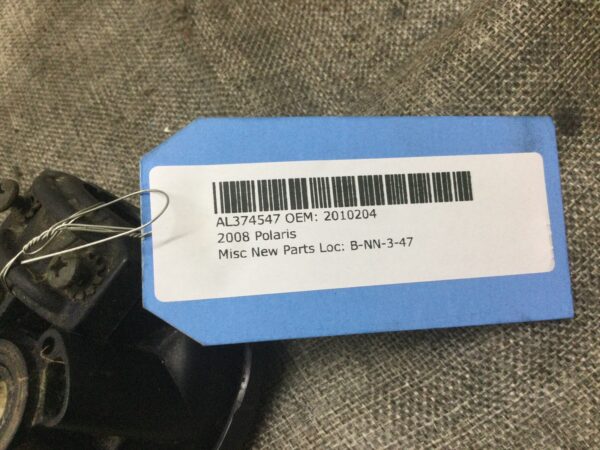 AL374547 OEM: 2010204
2008 Polaris
Misc New Parts Loc: B-NN-3-47